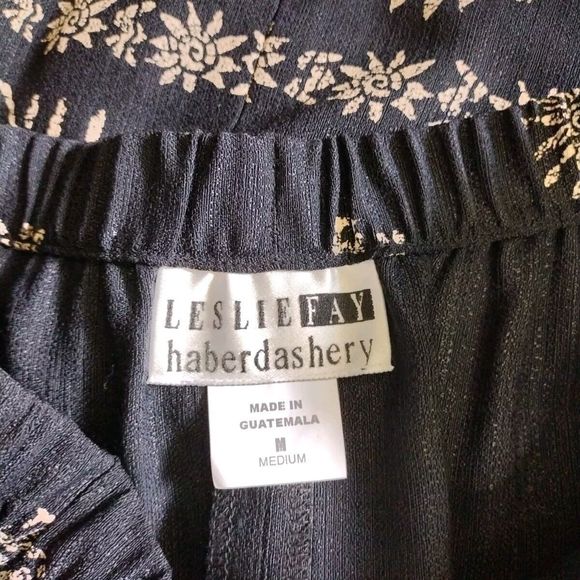 LESLIE FAY
haberdashery
MADE IN
GUATEMALA
M
MEDIUM